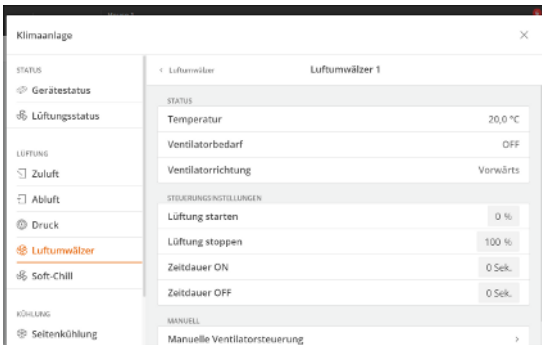 Klimaanlage
STATUS
Gerätestatus
Lüftungsstatus
LÜFTUNG
Zuluft
Abluft
Druck
Luftumwälzer
Soft-Chill
KÜHLUNG
Seitenkühlung
< Luftumwälzer
Luftumwälzer 1
STATUS
Temperatur 20,0 °C
Ventilatorbedarf OFF
Ventilatorrichtung Vorwärts
STEUERUNGSINSTELLUNGEN
Lüftung starten 0 %
Lüftung stoppen 100 %
Zeitdauer ON 0 Sek.
Zeitdauer OFF 0 Sek.
MANUELL
Manuelle Ventilatorsteuerung >